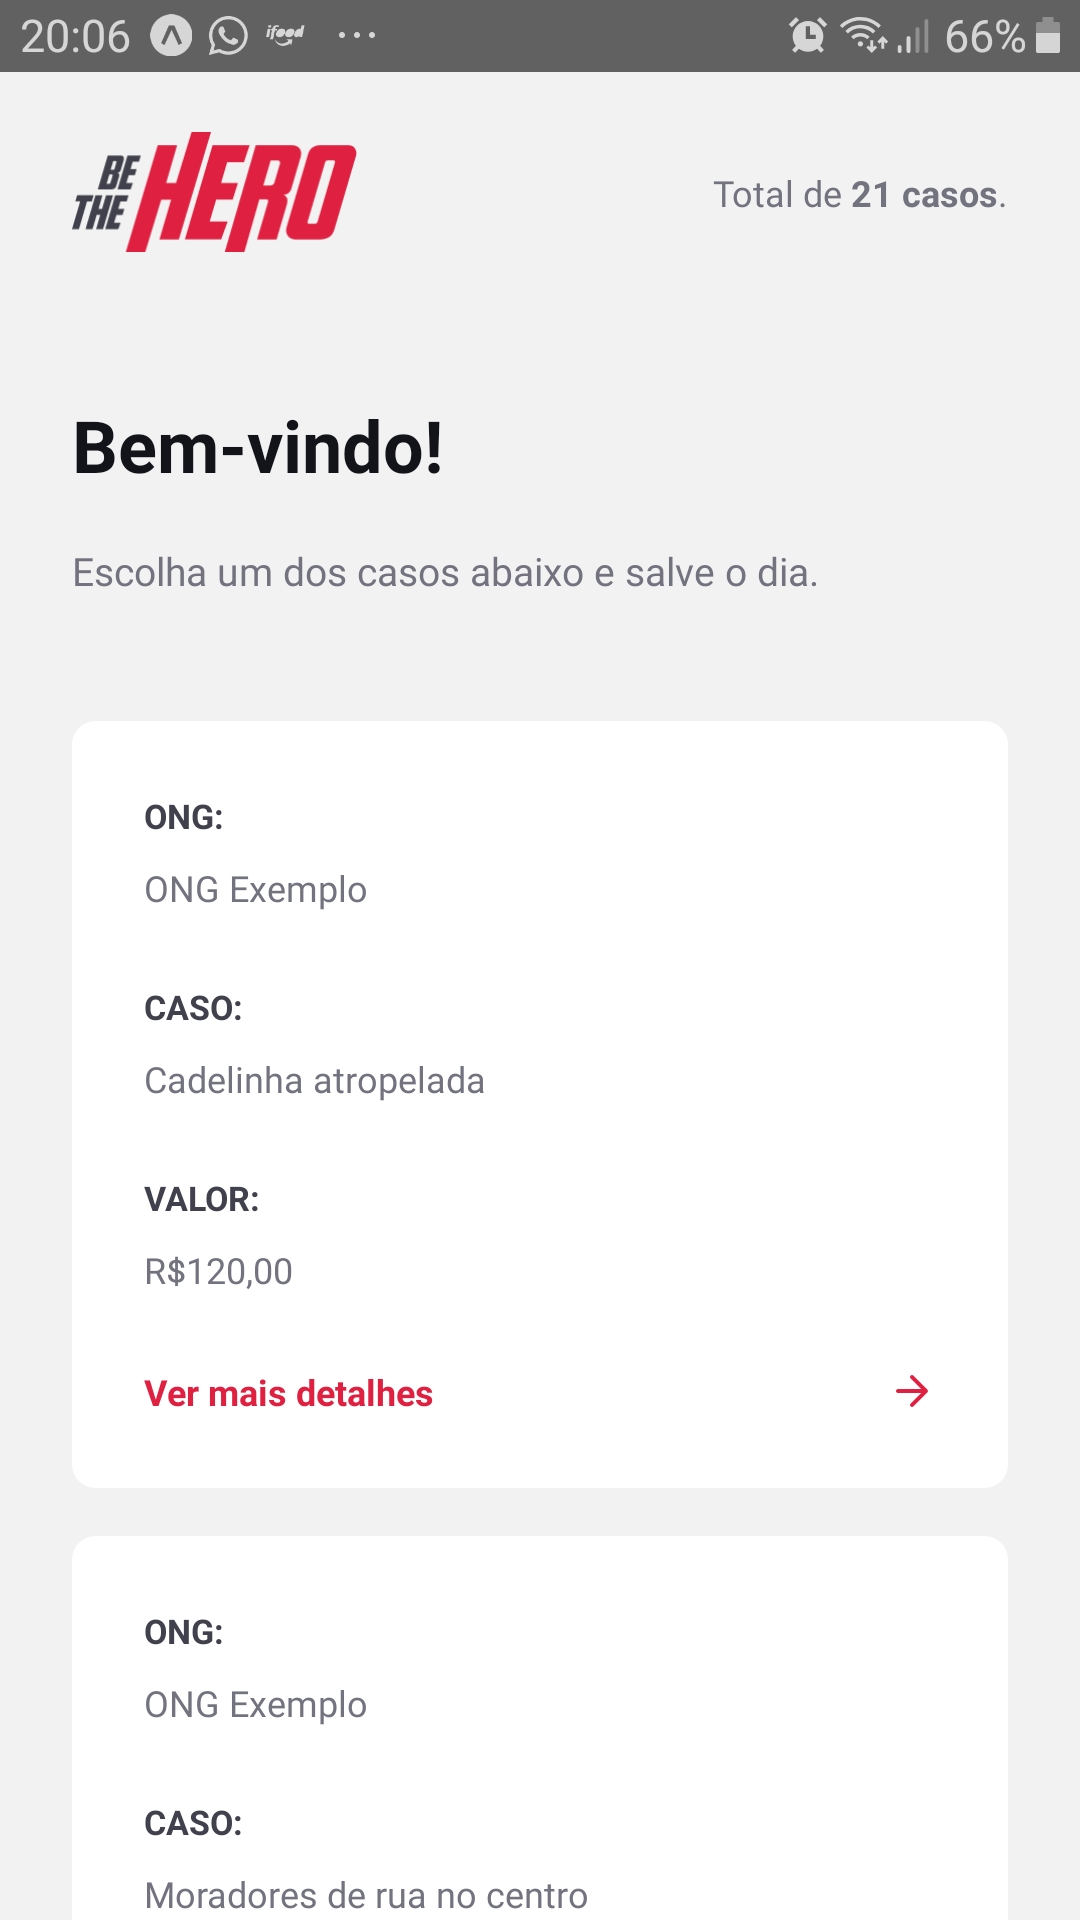 20:06 ifood ... 66%
BE THE HERO
Total de 21 casos.
Bem-vindo!
Escolha um dos casos abaixo e salve o dia.
ONG:
ONG Exemplo
CASO:
Cadelinha atropelada
VALOR:
R$120,00
Ver mais detalhes
ONG:
ONG Exemplo
CASO:
Moradores de rua no centro